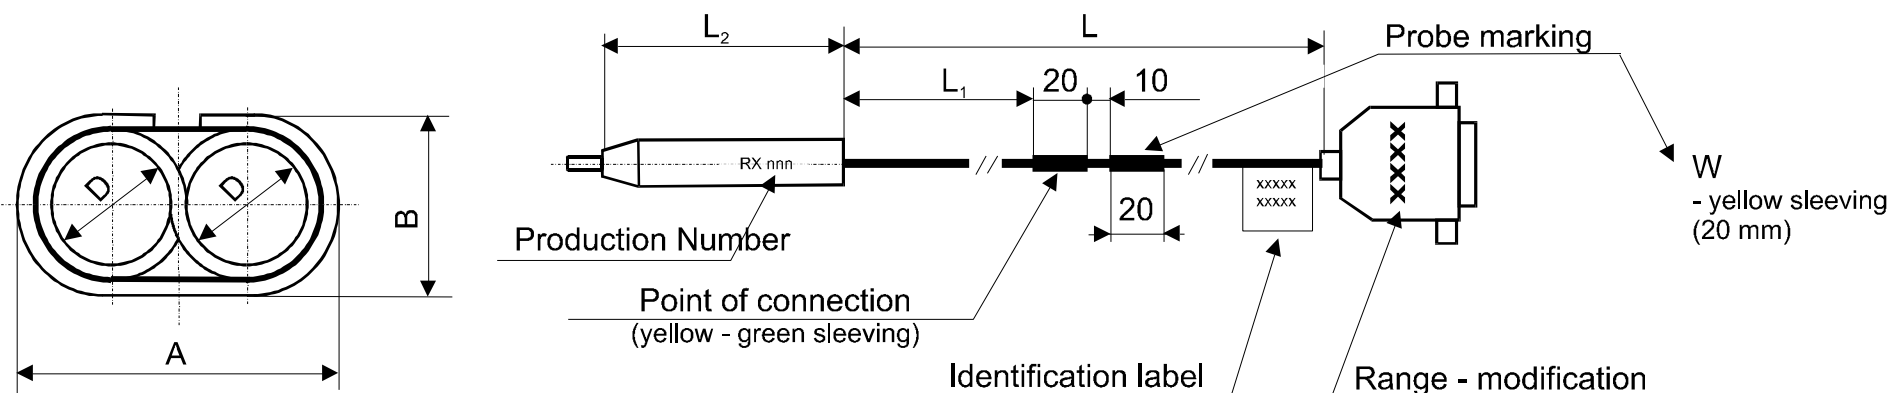 L₂
L
Probe marking
L₁
20
10
D
D
B
A
RX nnn
xxxxx
xxxxx
XXXX
20
W
- yellow sleeving
(20 mm)
Production Number
Point of connection
(yellow - green sleeving)
Identification label
Range - modification